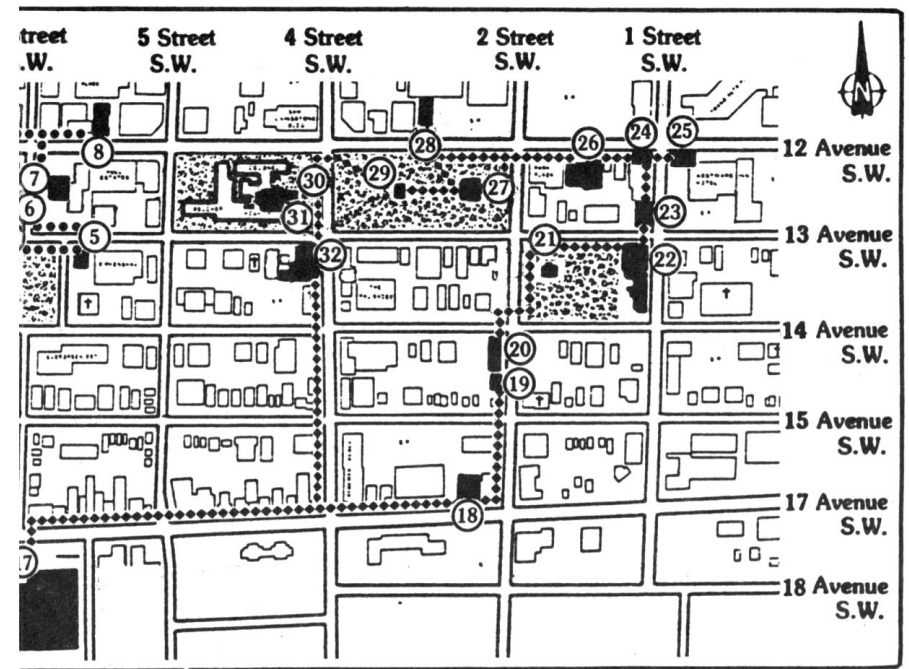 treet
.W.
5 Street
S.W.
4 Street
S.W.
2 Street
S.W.
1 Street
S.W.
N
12 Avenue
S.W.
13 Avenue
S.W.
14 Avenue
S.W.
15 Avenue
S.W.
17 Avenue
S.W.
18 Avenue
S.W.
8
7
6
5
28
26
24
25
30
29
27
31
23
32
21
22
20
19
18
17